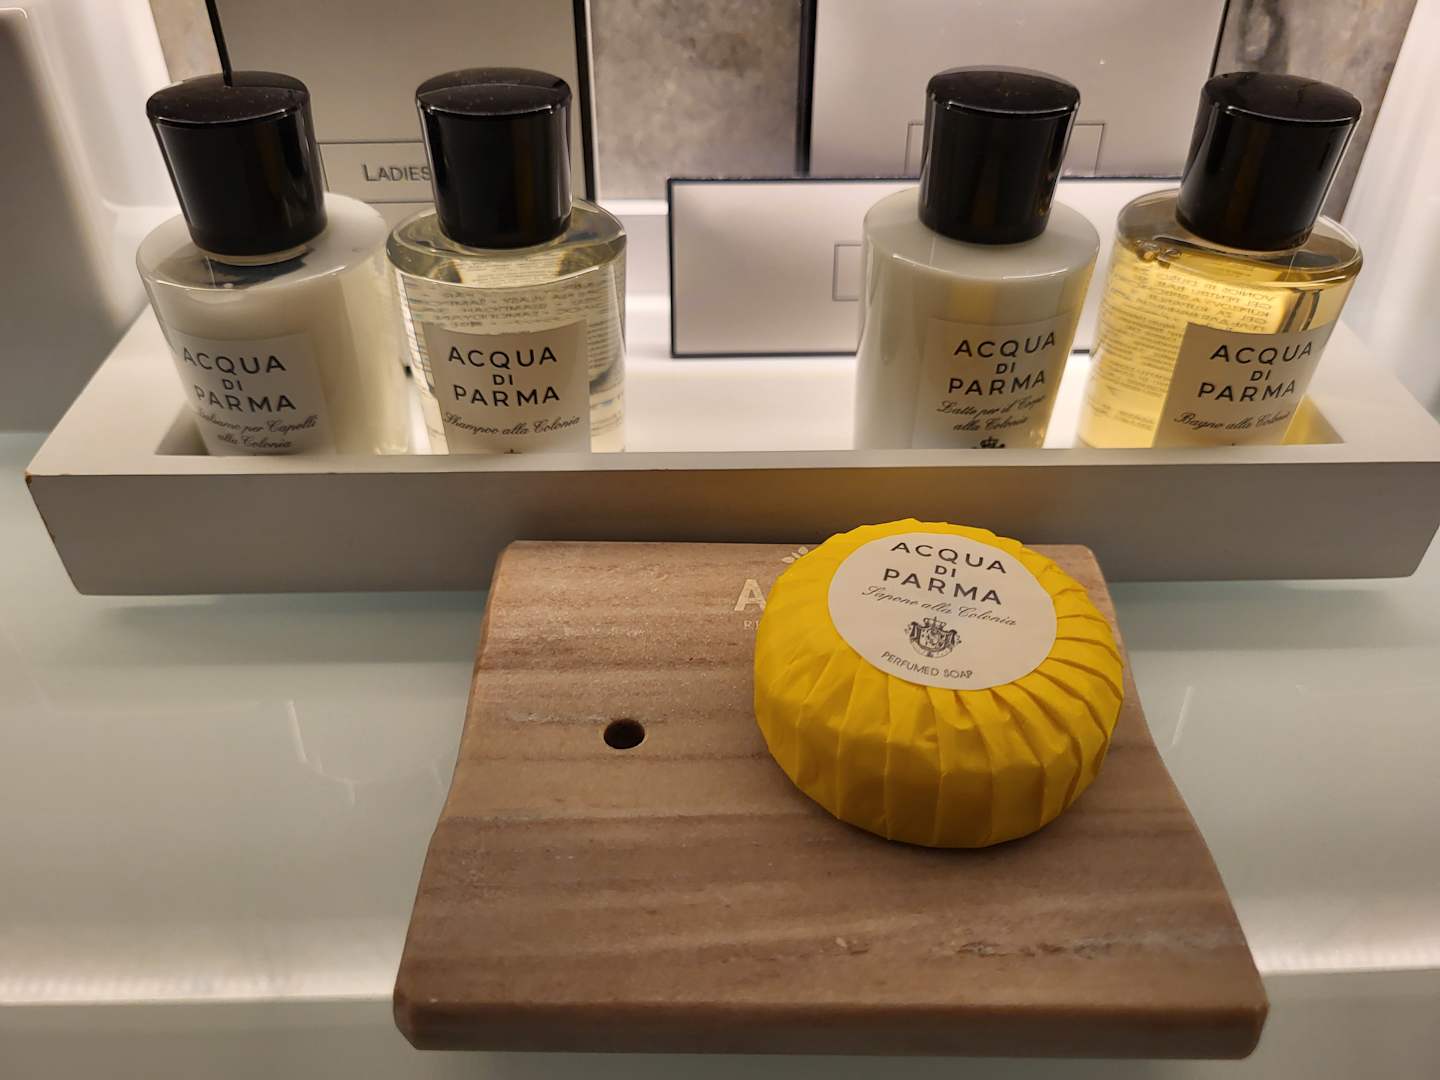 LADIES
ACQUA
DI
PARMA
Balsamo per Capelli
alla Colonia
ACQUA
DI
PARMA
Shampoo alla Colonia
ACQUA
DI
PARMA
Latte per il Corpo
alla Colonia
ACQUA
DI
PARMA
Bagno alla Colonia
ACQUA
DI
PARMA
Sapone alla Colonia
PERFUMED SOAP